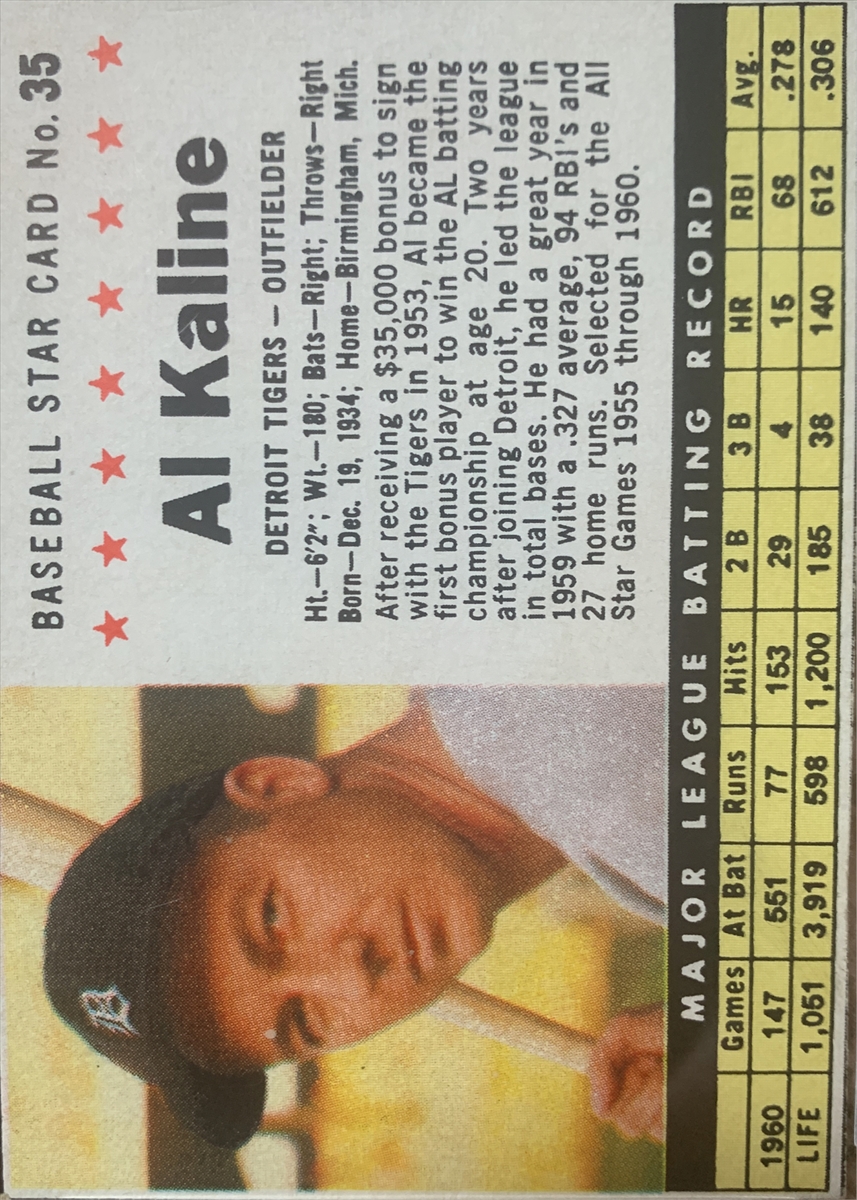 BASEBALL STAR CARD No. 35
Al Kaline
DETROIT TIGERS – OUTFIELDER
Ht.–6'2"; Wt.–180; Bats–Right; Throws–Right
Born–Dec. 19, 1934; Home–Birmingham, Mich.
After receiving a $35,000 bonus to sign
with the Tigers in 1953, Al became the
first bonus player to win the AL batting
championship at age 20. Two years
after joining Detroit, he led the league
in total bases. He had a great year in
1959 with a .327 average, 94 RBI's and
27 home runs. Selected for the All
Star Games 1955 through 1960.
MAJOR LEAGUE BATTING RECORD
Games At Bat Runs Hits 2 B 3 B HR RBI Avg.
1960 147 551 77 153 29 4 15 68 .278
LIFE 1,051 3,919 598 1,200 185 38 140 612 .306